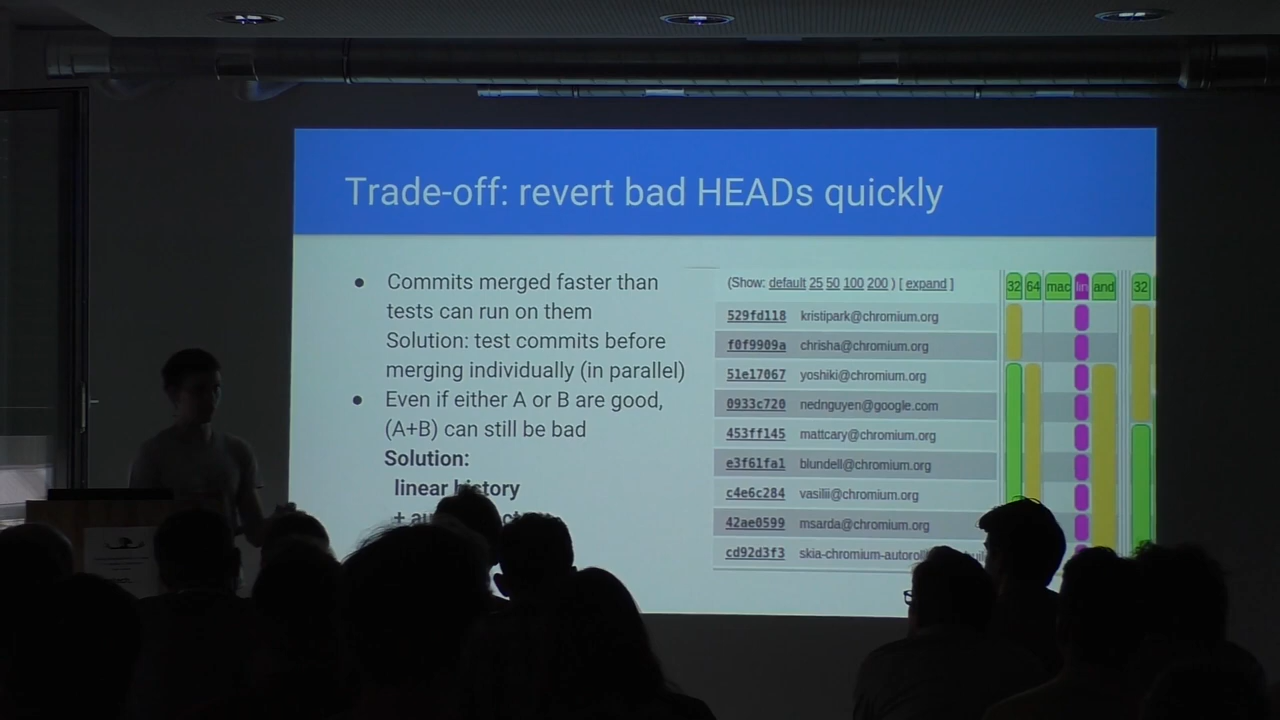 Trade-off: revert bad HEADs quickly
● Commits merged faster than
tests can run on them
Solution: test commits before
merging individually (in parallel)
● Even if either A or B are good,
(A+B) can still be bad
Solution:
linear history
+
(Show: default 25 50 100 200 ) [ expand ]
32 64 mac lin and 32
529fd118 kristipark@chromium.org
f0f9909a chrisha@chromium.org
51e17067 yoshiki@chromium.org
0933c720 nednguyen@google.com
453ff145 mattcary@chromium.org
e3f61fa1 blundell@chromium.org
c4e6c284 vasilii@chromium.org
42ae0599 msarda@chromium.org
cd92d3f3